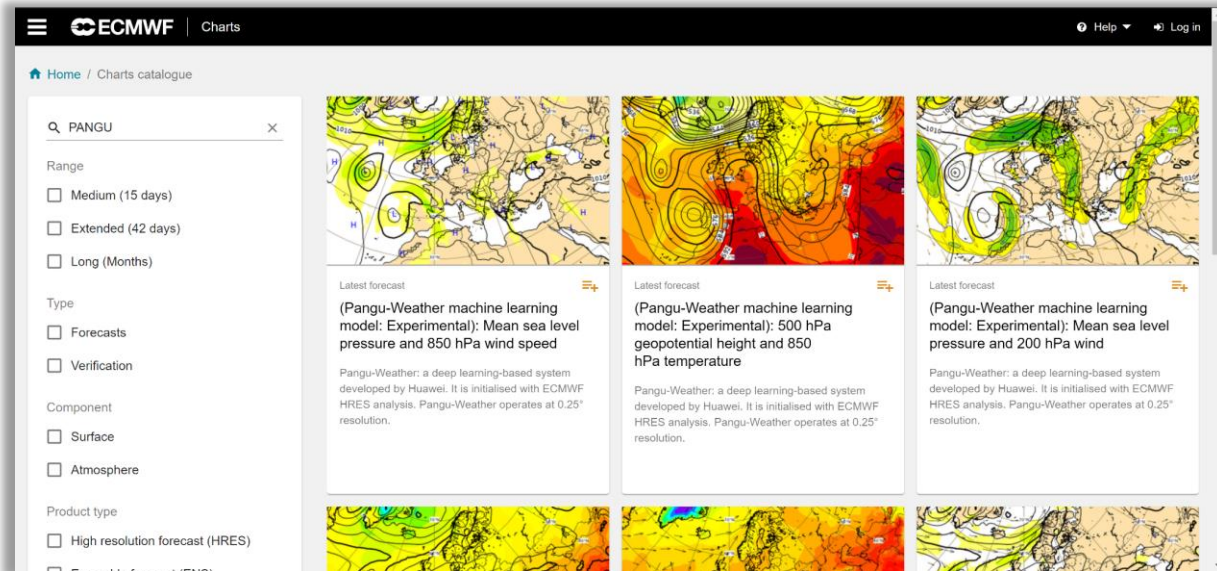 ECMWF Charts Help Log in
Home / Charts catalogue
PANGU
Range
Medium (15 days)
Extended (42 days)
Long (Months)
Type
Forecasts
Verification
Component
Surface
Atmosphere
Product type
High resolution forecast (HRES)
Latest forecast
(Pangu-Weather machine learning
model: Experimental): Mean sea level
pressure and 850 hPa wind speed
Pangu-Weather: a deep learning-based system
developed by Huawei. It is initialised with ECMWF
HRES analysis. Pangu-Weather operates at 0.25°
resolution.
Latest forecast
(Pangu-Weather machine learning
model: Experimental): 500 hPa
geopotential height and 850
hPa temperature
Pangu-Weather: a deep learning-based system
developed by Huawei. It is initialised with ECMWF
HRES analysis. Pangu-Weather operates at 0.25°
resolution.
Latest forecast
(Pangu-Weather machine learning
model: Experimental): Mean sea level
pressure and 200 hPa wind
Pangu-Weather: a deep learning-based system
developed by Huawei. It is initialised with ECMWF
HRES analysis. Pangu-Weather operates at 0.25°
resolution.